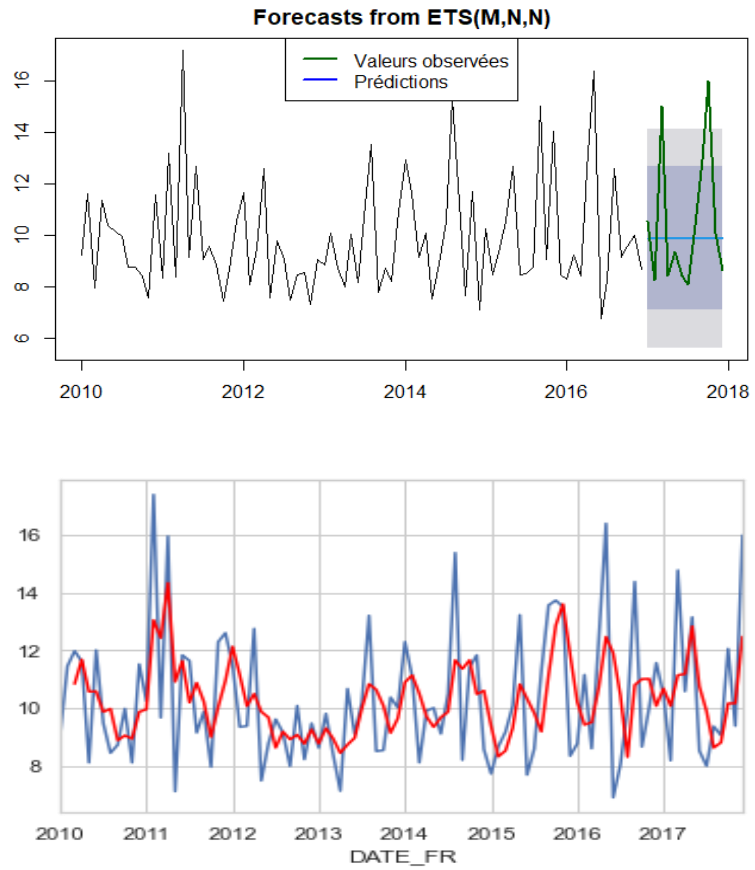 Forecasts from ETS(M,N,N)
Valeurs observées
Prédictions
16
14
12
10
8
6
2010 2012 2014 2016 2018
16
14
12
10
8
2010 2011 2012 2013 2014 2015 2016 2017
DATE_FR